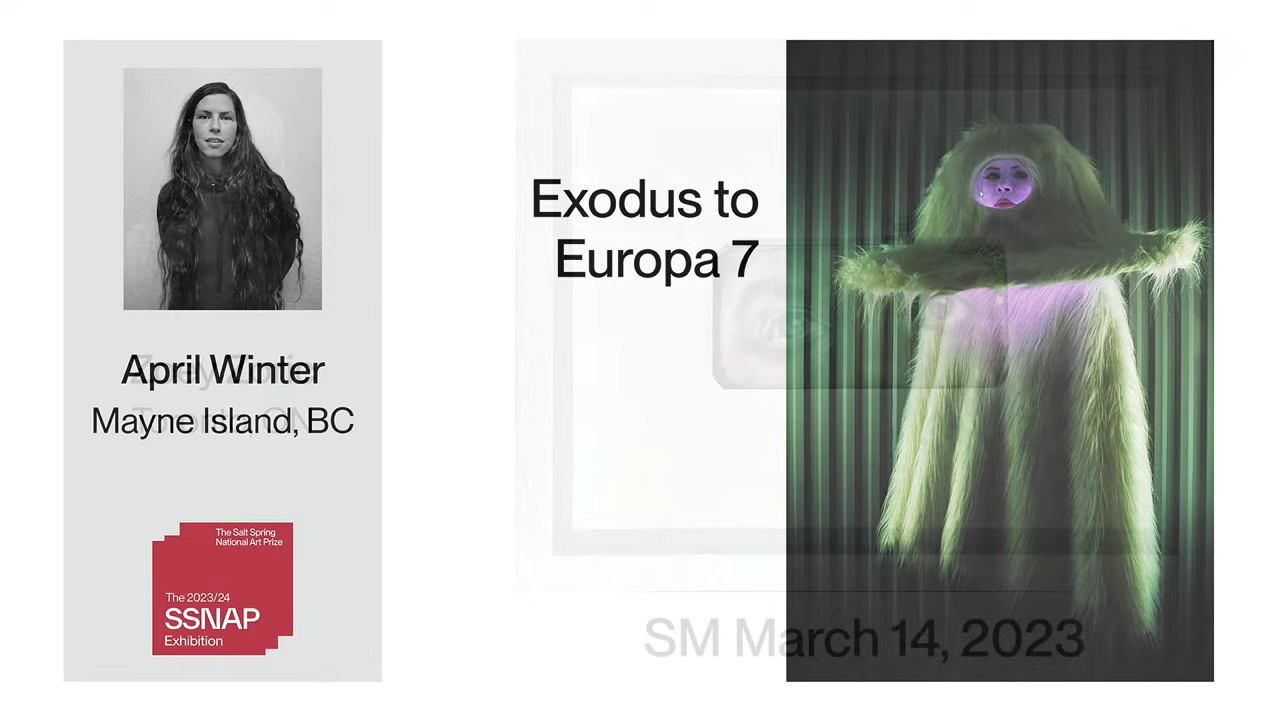 April Winter
Mayne Island, BC
The Salt Spring
National Art Prize
The 2023/24
SSNAP
Exhibition
Exodus to
Europa 7
SM March 14, 2023